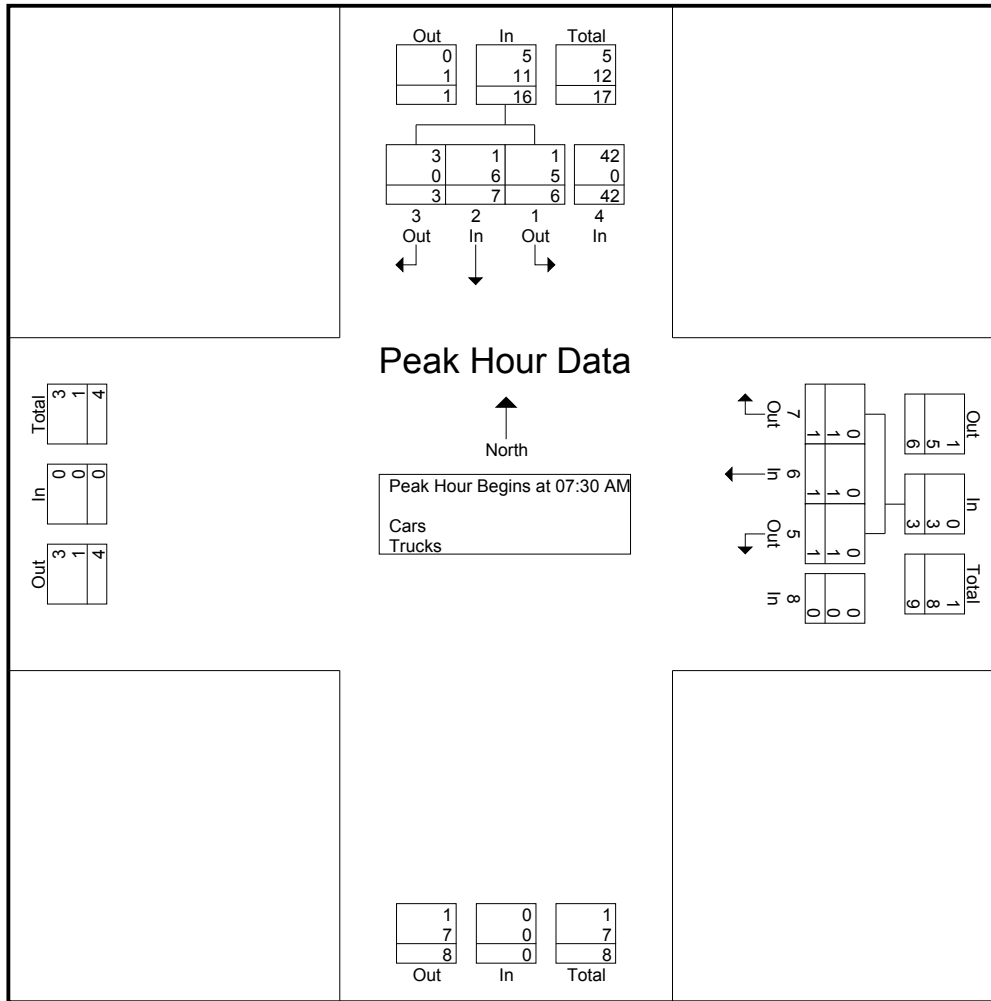 Out In Total
0 5 5
1 11 12
1 16 17
3 1 1 42
0 6 5 0
3 7 6 42
3 2 1 4
Out In Out In
Peak Hour Data
North
Peak Hour Begins at 07:30 AM
Cars
Trucks
Total
3 1 4
In
0 0 0
Out
3 1 4
Out
1 5 6
In
0 3 3
Total
1 8 9
0 1 1
7
Out
0 1 1
6
In
0 1 1
5
Out
0 0 0
8
In
1 0 1
7 0 7
8 0 8
Out In Total